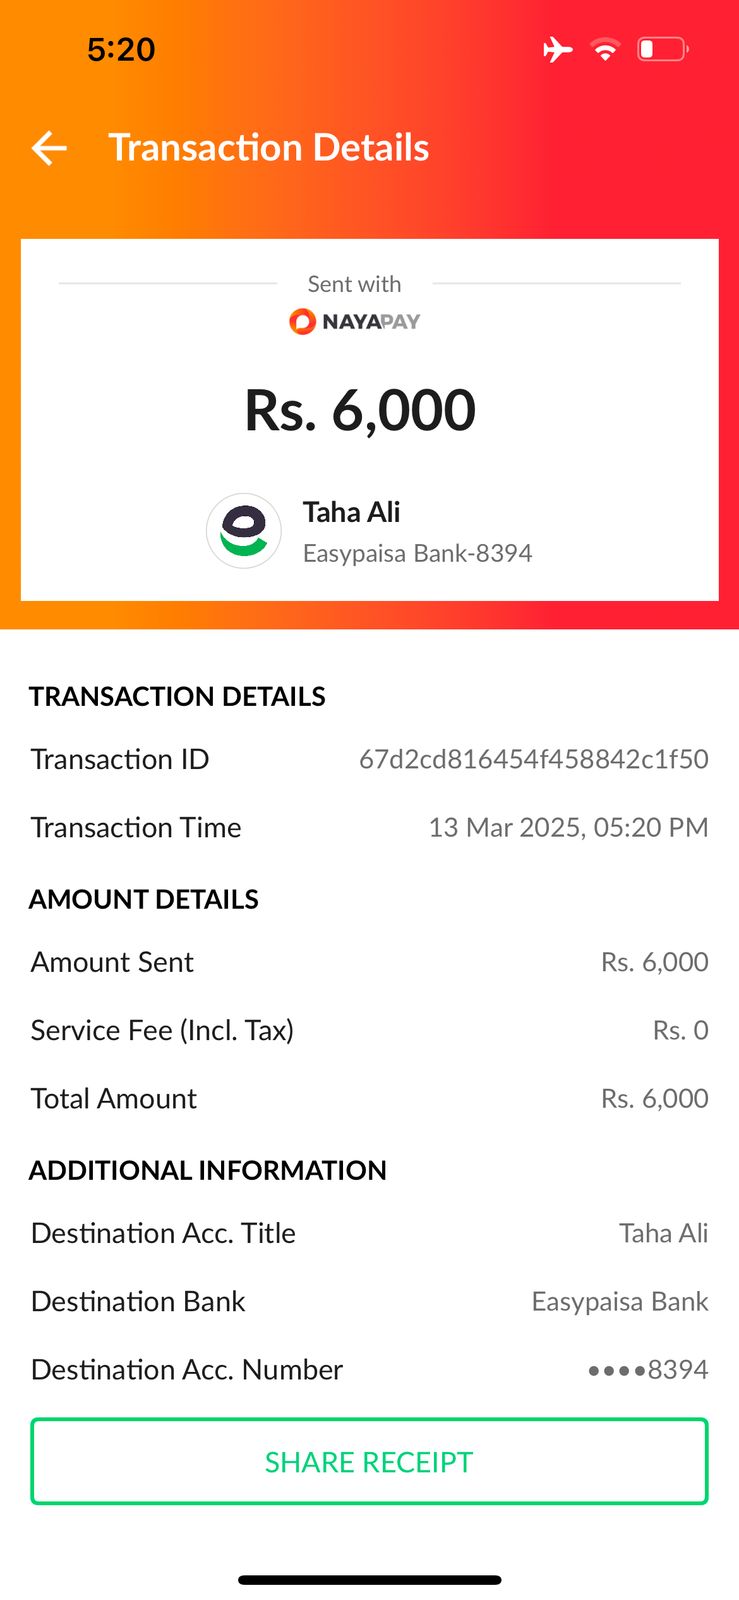 5:20
Transaction Details
Sent with
NAYAPAY
Rs. 6,000
Taha Ali
Easypaisa Bank-8394
TRANSACTION DETAILS
Transaction ID 67d2cd816454f458842c1f50
Transaction Time 13 Mar 2025, 05:20 PM
AMOUNT DETAILS
Amount Sent Rs. 6,000
Service Fee (Incl. Tax) Rs. 0
Total Amount Rs. 6,000
ADDITIONAL INFORMATION
Destination Acc. Title Taha Ali
Destination Bank Easypaisa Bank
Destination Acc. Number ••••8394
SHARE RECEIPT